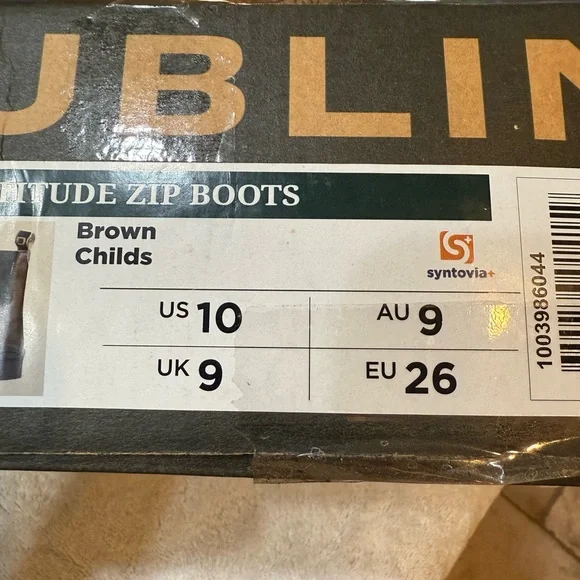 UBLIN
TITUDE ZIP BOOTS
Brown
Childs
syntovia+
US 10
AU 9
UK 9
EU 26
1003986044